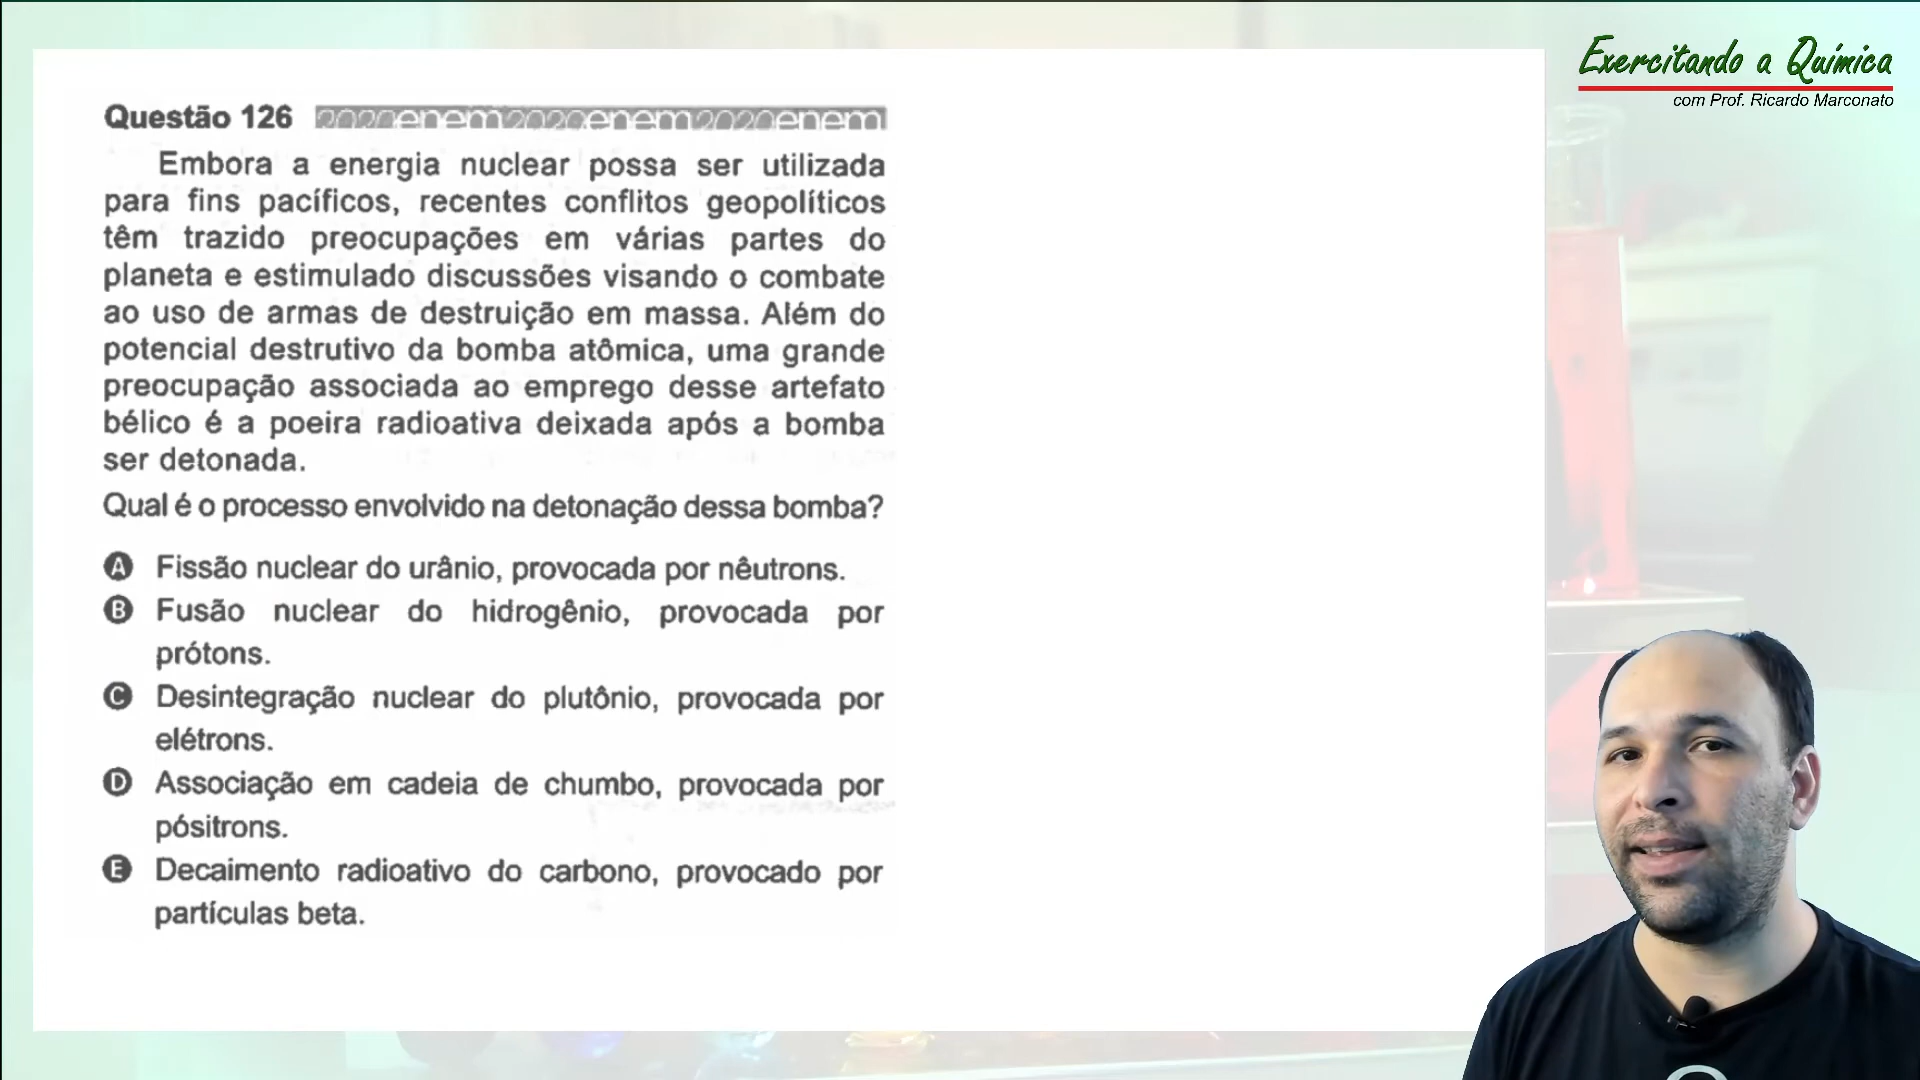 Exercitando a Química
com Prof. Ricardo Marconato
Questão 126 2020enem2020enem2020enem
Embora a energia nuclear possa ser utilizada
para fins pacíficos, recentes conflitos geopolíticos
têm trazido preocupações em várias partes do
planeta e estimulado discussões visando o combate
ao uso de armas de destruição em massa. Além do
potencial destrutivo da bomba atômica, uma grande
preocupação associada ao emprego desse artefato
bélico é a poeira radioativa deixada após a bomba
ser detonada.
Qual é o processo envolvido na detonação dessa bomba?
A Fissão nuclear do urânio, provocada por nêutrons.
B Fusão nuclear do hidrogênio, provocada por
prótons.
C Desintegração nuclear do plutônio, provocada por
elétrons.
D Associação em cadeia de chumbo, provocada por
pósitrons.
E Decaimento radioativo do carbono, provocado por
partículas beta.